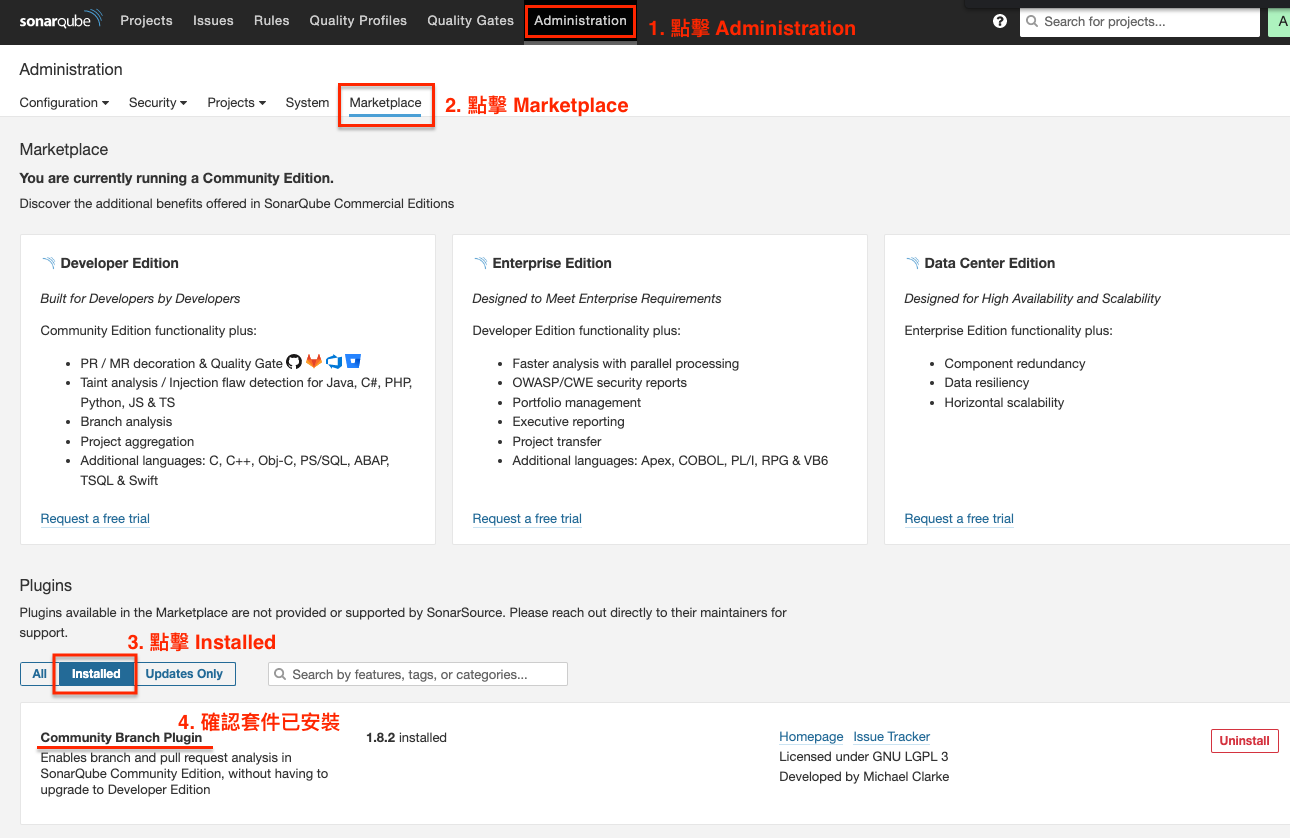 sonarqube Projects Issues Rules Quality Profiles Quality Gates Administration 1. 點擊 Administration ? Search for projects... A
Administration
Configuration Security Projects System Marketplace 2. 點擊 Marketplace
Marketplace
You are currently running a Community Edition.
Discover the additional benefits offered in SonarQube Commercial Editions
Developer Edition
Built for Developers by Developers
Community Edition functionality plus:
• PR / MR decoration & Quality Gate
• Taint analysis / Injection flaw detection for Java, C#, PHP,
Python, JS & TS
• Branch analysis
• Project aggregation
• Additional languages: C, C++, Obj-C, PS/SQL, ABAP,
TSQL & Swift
Request a free trial
Enterprise Edition
Designed to Meet Enterprise Requirements
Developer Edition functionality plus:
• Faster analysis with parallel processing
• OWASP/CWE security reports
• Portfolio management
• Executive reporting
• Project transfer
• Additional languages: Apex, COBOL, PL/I, RPG & VB6
Request a free trial
Data Center Edition
Designed for High Availability and Scalability
Enterprise Edition functionality plus:
• Component redundancy
• Data resiliency
• Horizontal scalability
Request a free trial
Plugins
Plugins available in the Marketplace are not provided or supported by SonarSource. Please reach out directly to their maintainers for
support.
3. 點擊 Installed
All Installed Updates Only Search by features, tags, or categories...
4. 確認套件已安裝
Community Branch Plugin
Enables branch and pull request analysis in
SonarQube Community Edition, without having to
upgrade to Developer Edition
1.8.2 installed
Homepage Issue Tracker
Licensed under GNU LGPL 3
Developed by Michael Clarke
Uninstall